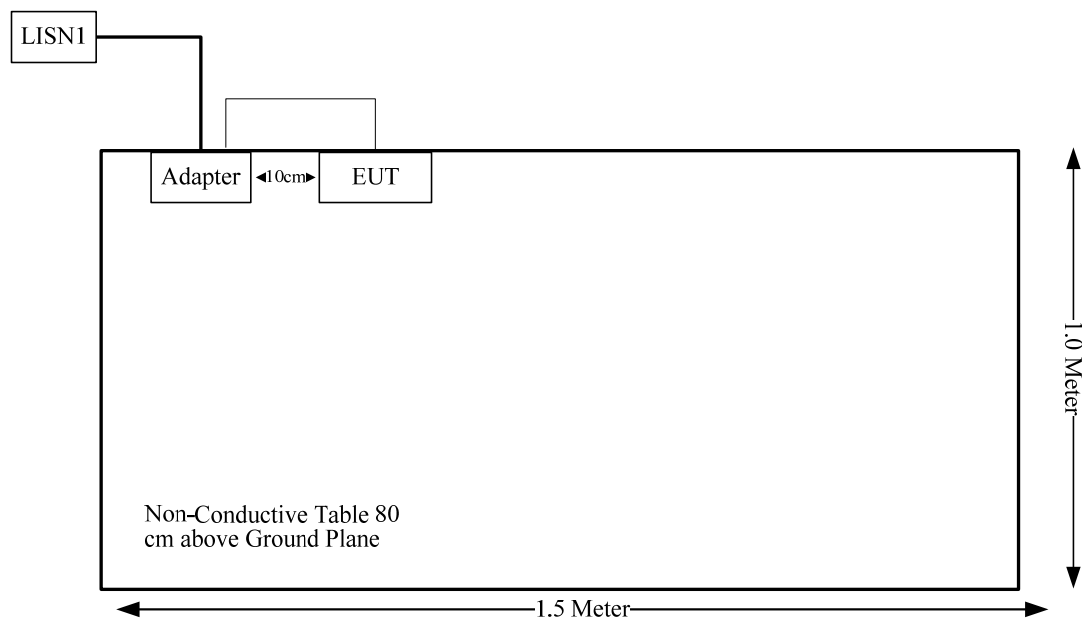 LISN1
Adapter
10cm
EUT
1.0 Meter
Non-Conductive Table 80
cm above Ground Plane
1.5 Meter